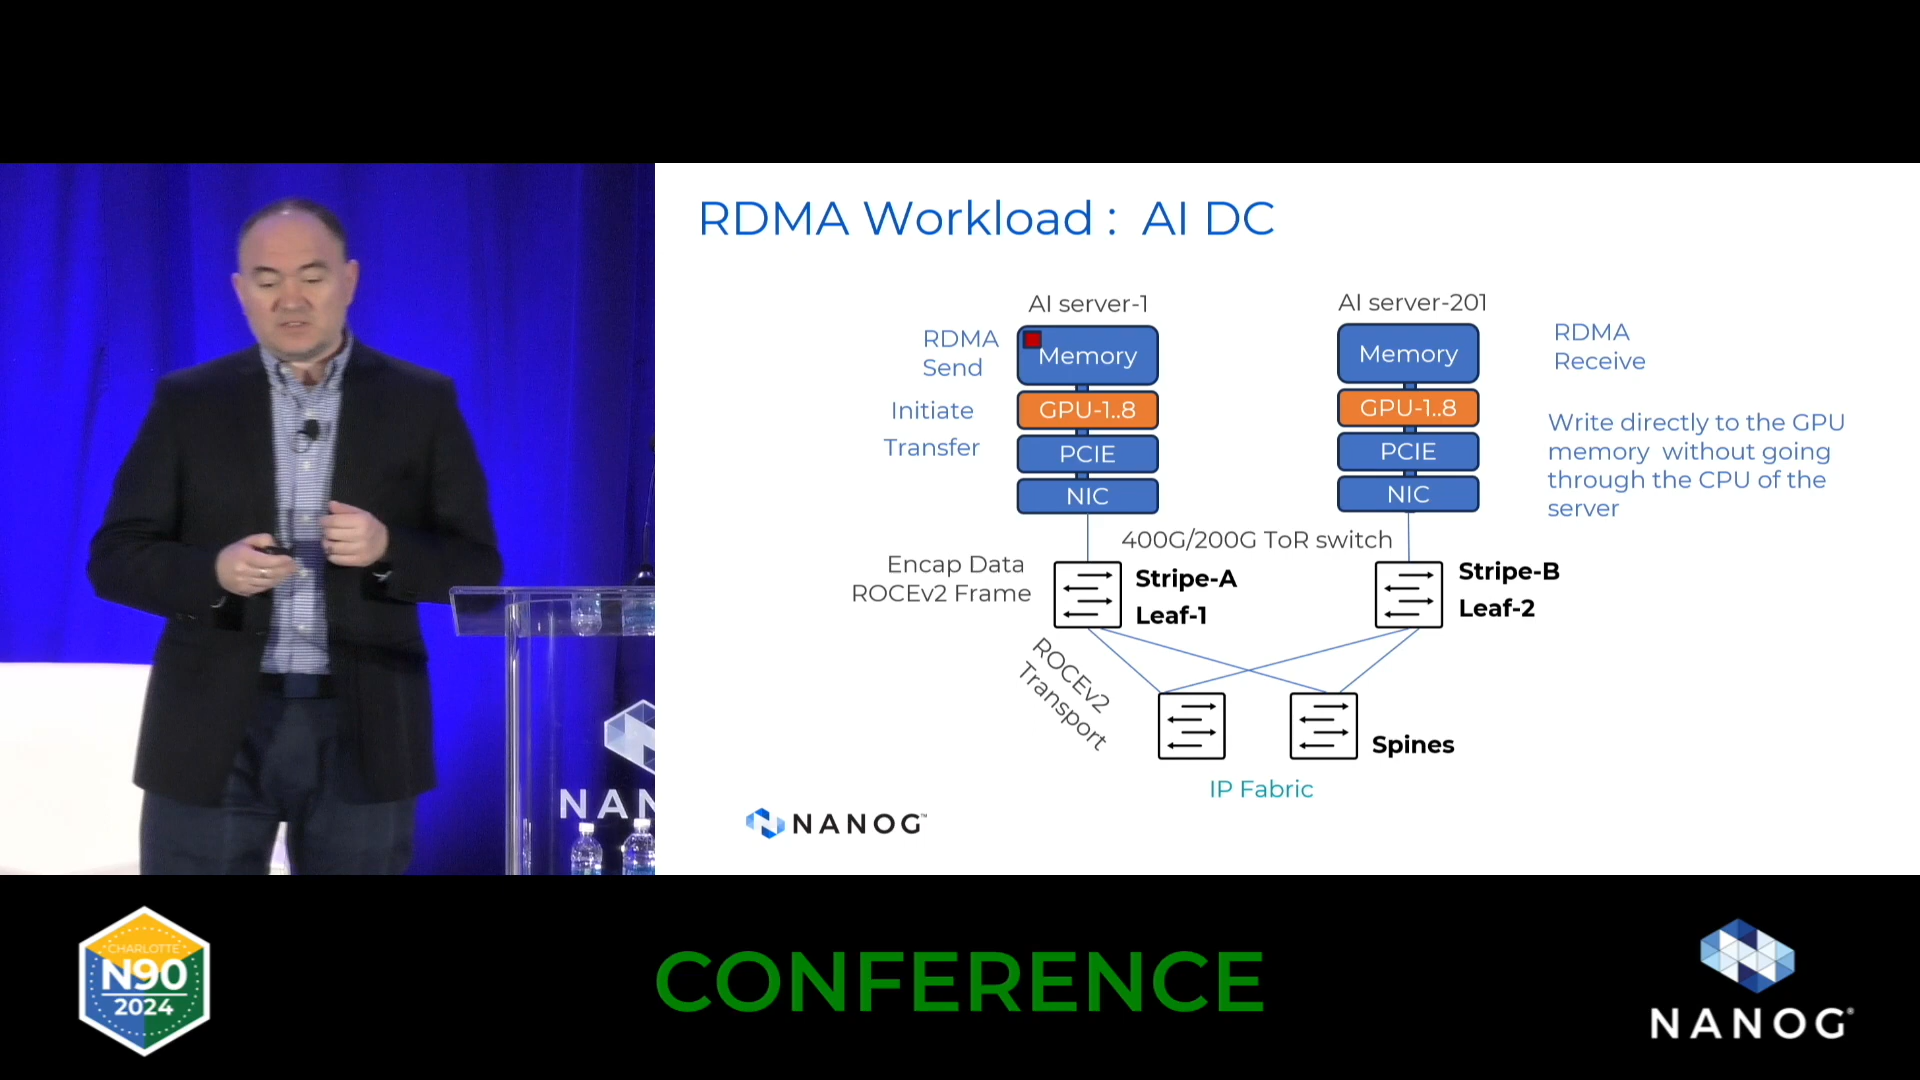 RDMA Workload : AI DC
AI server-1
AI server-201
RDMA
Send
Memory
Memory
RDMA
Receive
Initiate
GPU-1..8
GPU-1..8
Transfer
PCIE
PCIE
NIC
NIC
Write directly to the GPU
memory without going
through the CPU of the
server
400G/200G ToR switch
Encap Data
ROCEv2 Frame
Stripe-A
Leaf-1
Stripe-B
Leaf-2
ROCEv2
Transport
Spines
IP Fabric
NANOG™
NAN
CHARLOTTE
N90
2024
CONFERENCE
NANOG®